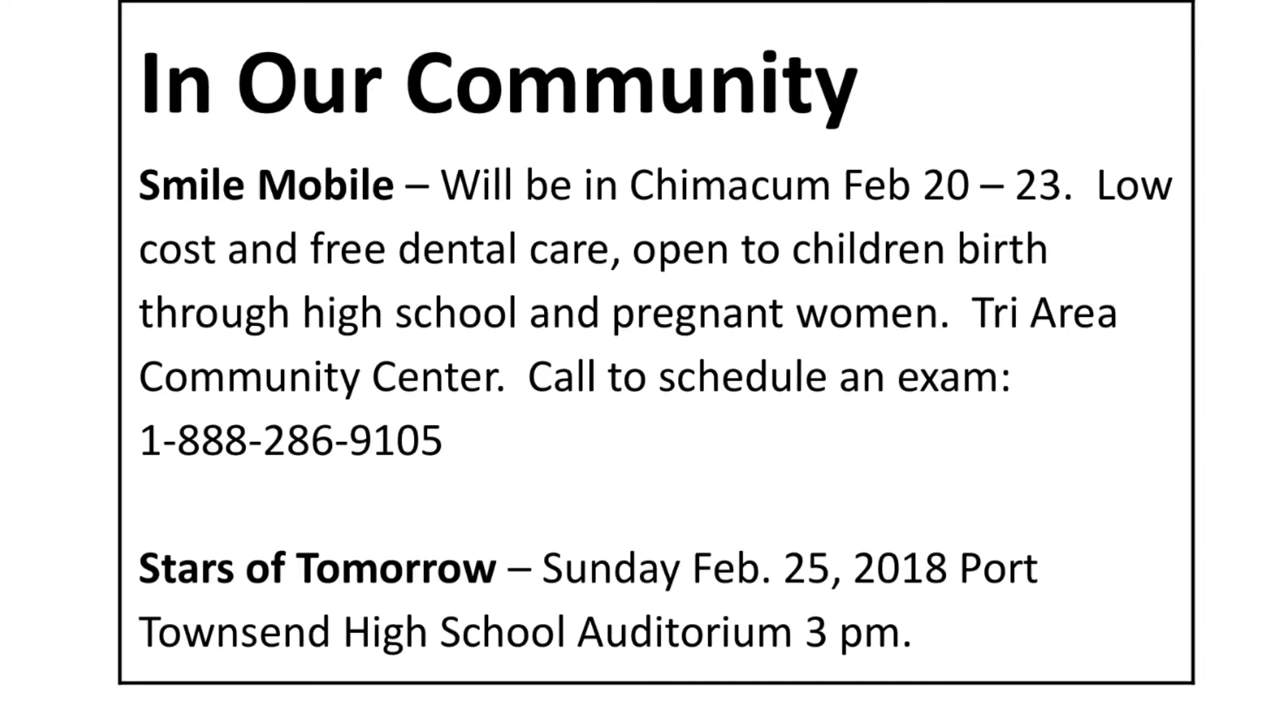 In Our Community
Smile Mobile – Will be in Chimacum Feb 20 – 23.  Low
cost and free dental care, open to children birth
through high school and pregnant women.  Tri Area
Community Center.  Call to schedule an exam:
1-888-286-9105
Stars of Tomorrow – Sunday Feb. 25, 2018 Port
Townsend High School Auditorium 3 pm.